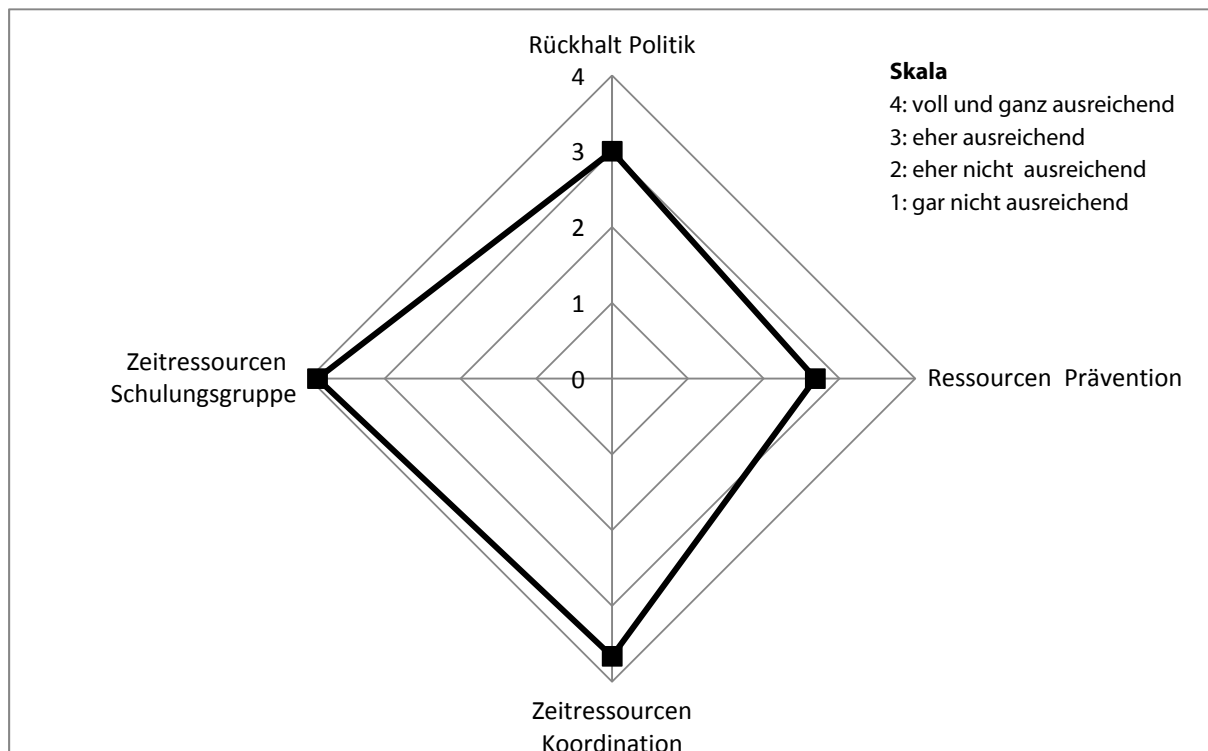 Rückhalt Politik
Skala
4: voll und ganz ausreichend
3: eher ausreichend
2: eher nicht ausreichend
1: gar nicht ausreichend
4
3
2
1
0
Zeitressourcen
Schulungsgruppe
Ressourcen Prävention
Zeitressourcen
Koordination